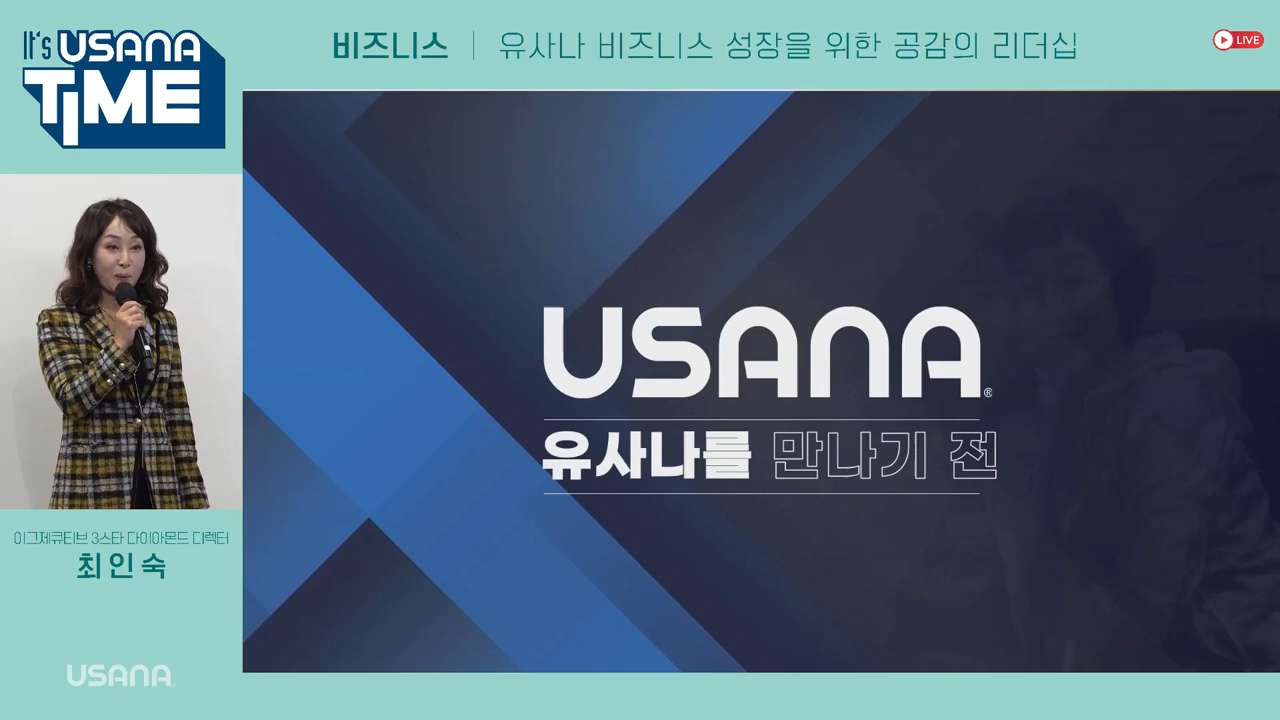 It's USANA
TIME
비즈니스 | 유사나 비즈니스 성장을 위한 공감의 리더십
LIVE
USANA®
유사나를 만나기 전
이그제큐티브 3스타 다이아몬드 디렉터
최인숙
USANA